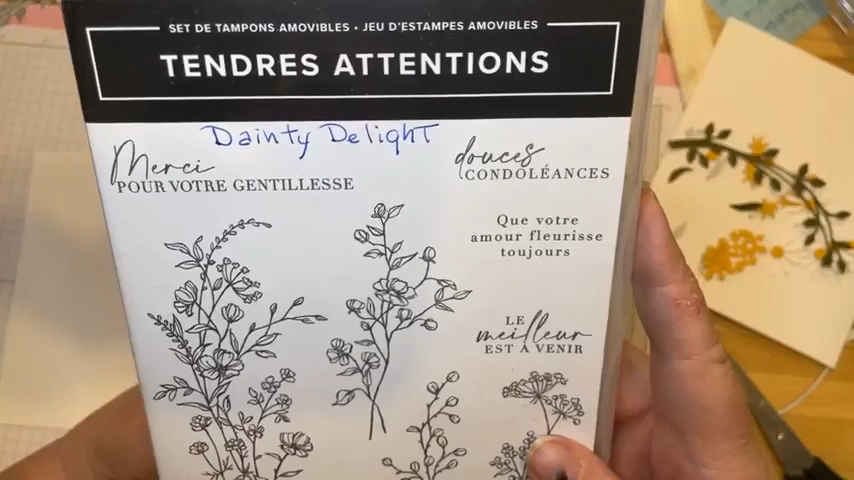 SET DE TAMPONS AMOVIBLES • JEU D'ESTAMPES AMOVIBLES
TENDRES ATTENTIONS
Dainty Delight
Merci
POUR VOTRE GENTILLESSE
douces
CONDOLÉANCES
Que votre
amour fleurisse
toujours
LE
meilleur
EST À VENIR